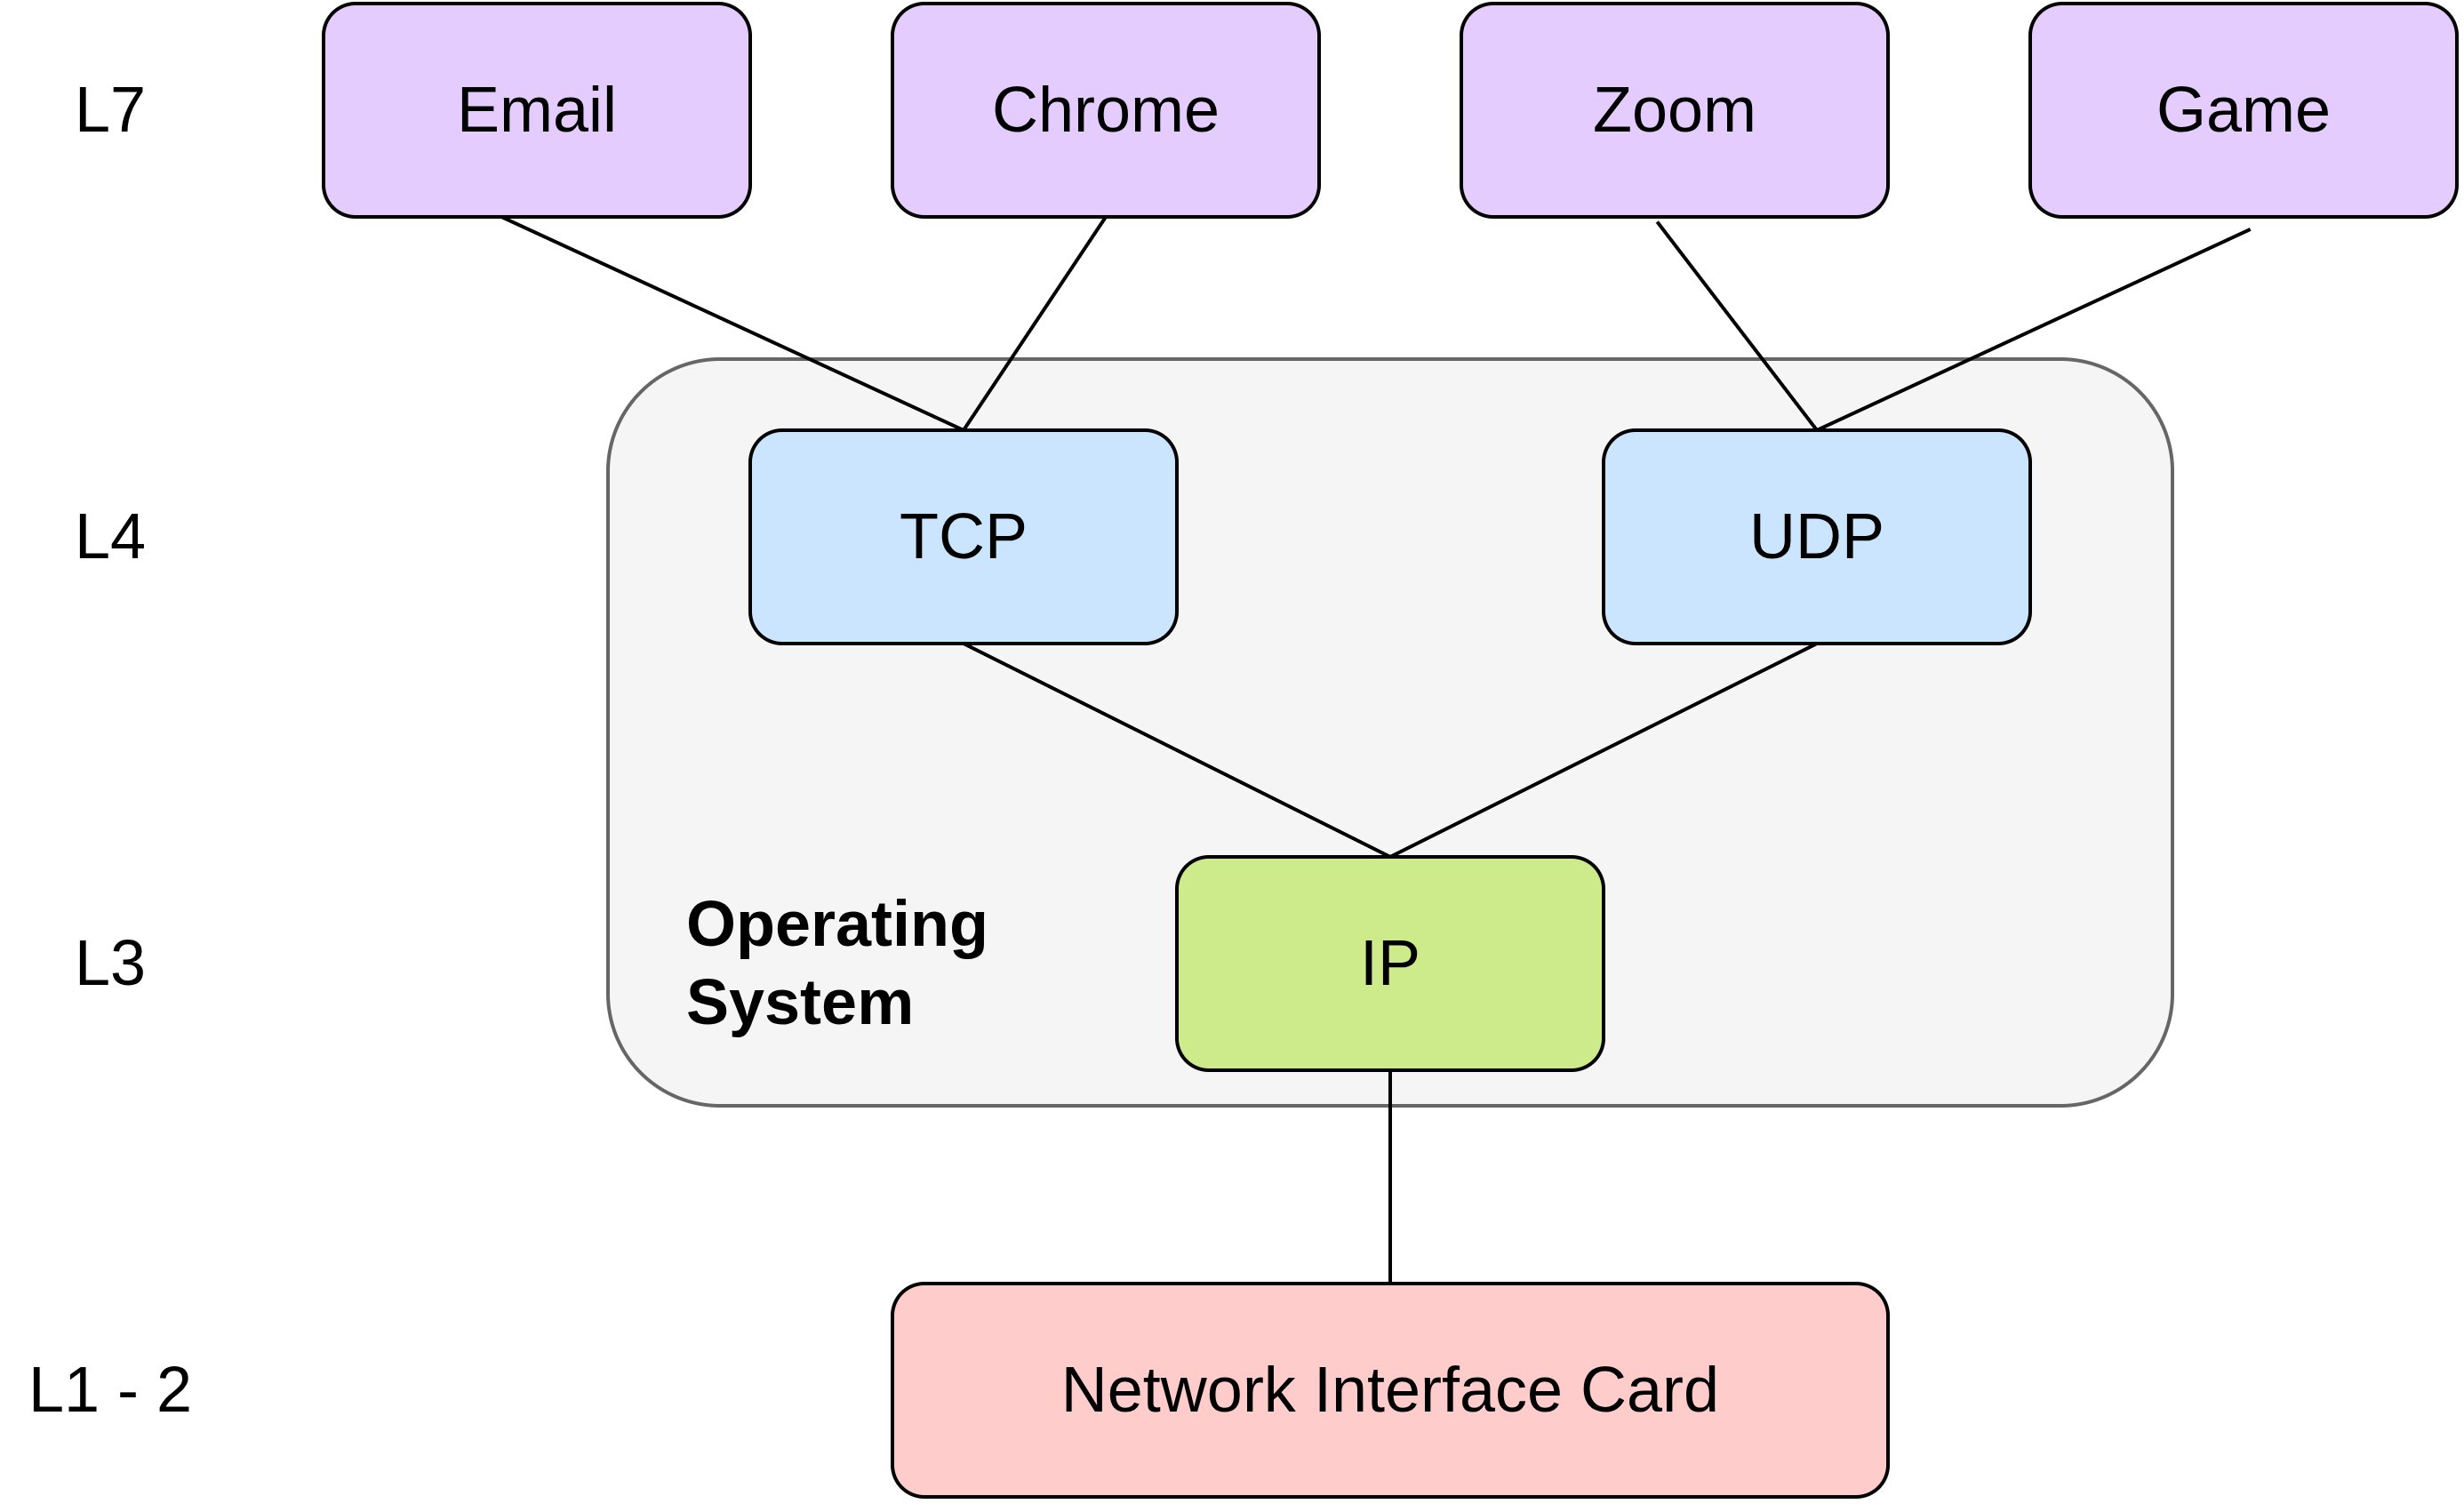 L7
Email
Chrome
Zoom
Game
L4
TCP
UDP
L3
Operating
System
IP
L1 - 2
Network Interface Card